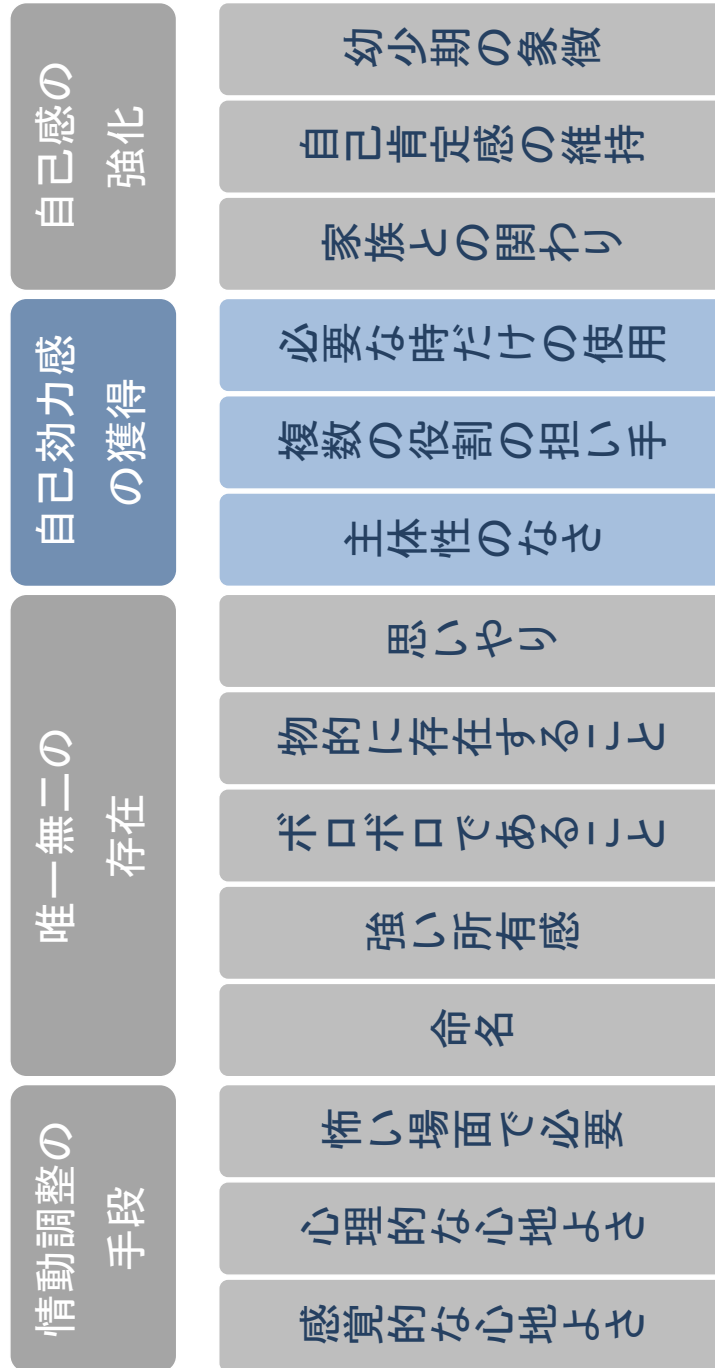 自己感の
強化
幼少期の象徴
自己肯定感の維持
家族との関わり
自己効力感
の獲得
必要な時だけの使用
複数の役割の担い手
主体性のなさ
唯一無二の
存在
思いやり
物的に存在すること
ボロボロであること
強い所有感
命名
情動調整の
手段
怖い場面で必要
心理的な心地よさ
感覚的な心地よさ